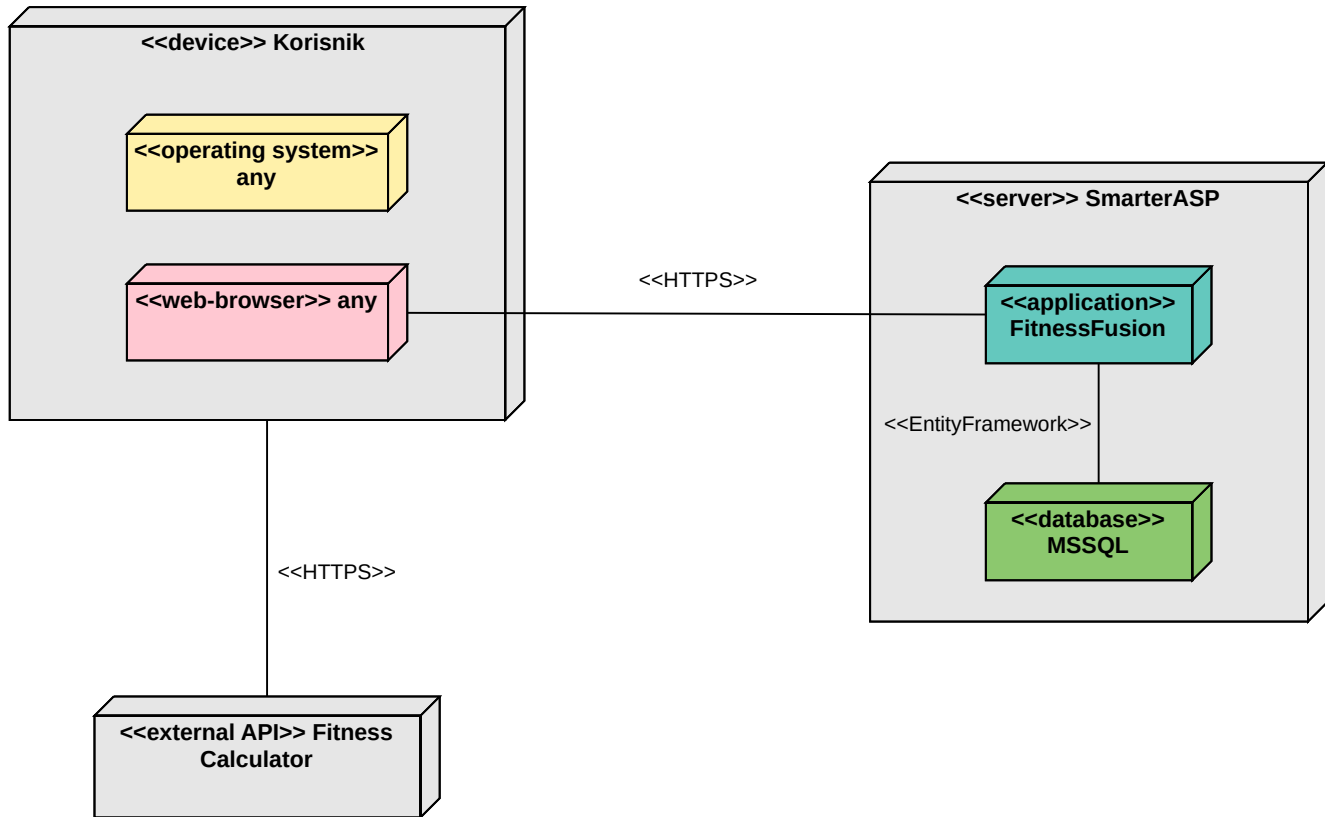 <<device>> Korisnik
<<operating system>>
any
<<web-browser>> any
<<HTTPS>>
<<server>> SmarterASP
<<application>>
FitnessFusion
<<EntityFramework>>
<<database>>
MSSQL
<<HTTPS>>
<<external API>> Fitness
Calculator